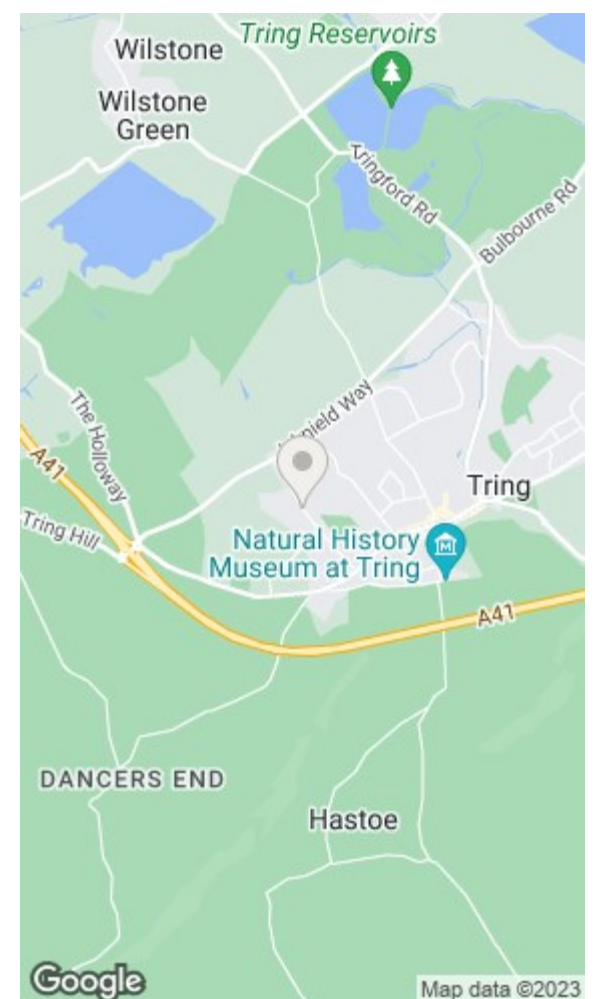 Tring Reservoirs
Wilstone
Wilstone
Green
Tringford Rd
Bulbourne Rd
The Holloway
A41
Tring
Tring Hill
Natural History
Museum at Tring
A41
DANCERS END
Hastoe
Google
Map data ©2023